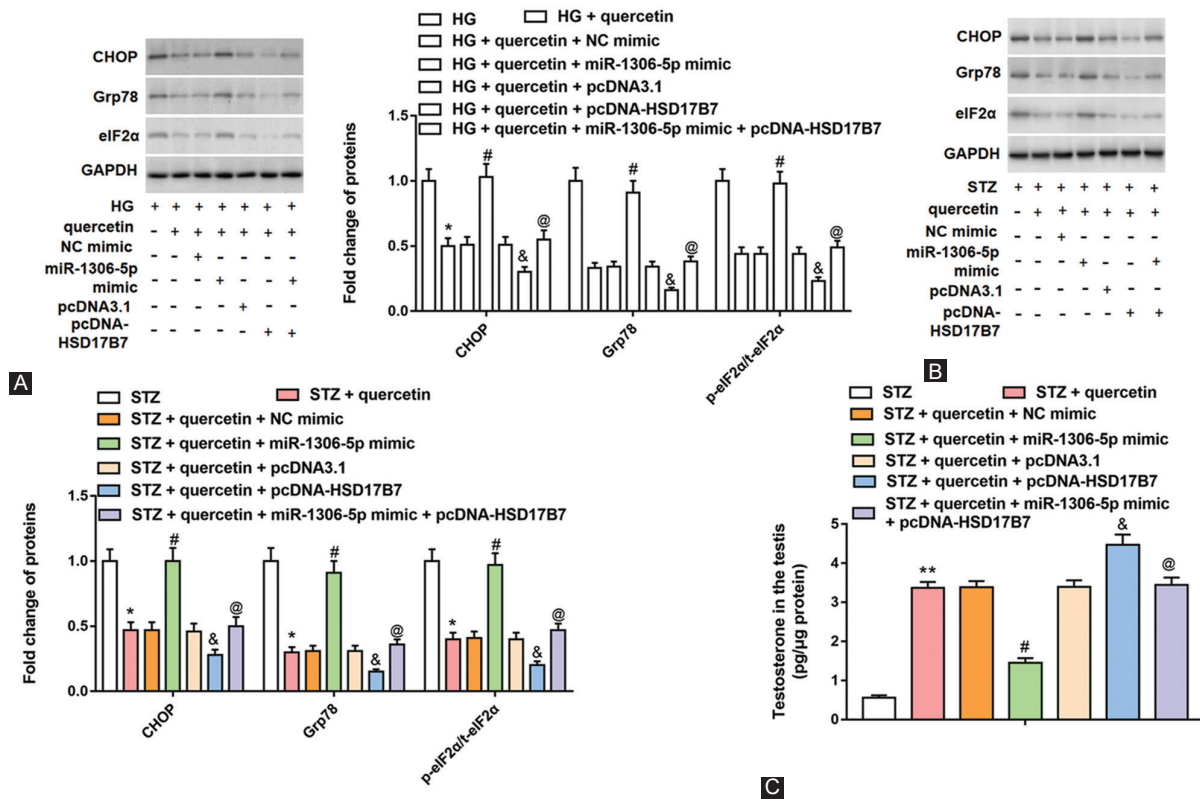 CHOP
Grp78
eIF2α
GAPDH
HG + + + + + + +
quercetin - + + + + + +
NC mimic - - + - - - -
miR-1306-5p mimic - - - + - - +
pcDNA3.1 - - - - + - -
pcDNA-HSD17B7 - - - - - + +
A
HG
HG + quercetin
HG + quercetin + NC mimic
HG + quercetin + miR-1306-5p mimic
HG + quercetin + pcDNA3.1
HG + quercetin + pcDNA-HSD17B7
HG + quercetin + miR-1306-5p mimic + pcDNA-HSD17B7
Fold change of proteins
1.5
1.0
0.5
0.0
* # & @
# & @
# & @
CHOP
Grp78
p-eIF2α/t-eIF2α
CHOP
Grp78
eIF2α
GAPDH
STZ + + + + + + +
quercetin - + + + + + +
NC mimic - - + - - - -
miR-1306-5p mimic - - - + - - +
pcDNA3.1 - - - - + - -
pcDNA-HSD17B7 - - - - - + +
B
STZ
STZ + quercetin
STZ + quercetin + NC mimic
STZ + quercetin + miR-1306-5p mimic
STZ + quercetin + pcDNA3.1
STZ + quercetin + pcDNA-HSD17B7
STZ + quercetin + miR-1306-5p mimic + pcDNA-HSD17B7
Fold change of proteins
1.5
1.0
0.5
0.0
* # & @
* # & @
* # & @
CHOP
Grp78
p-eIF2α/t-eIF2α
STZ
STZ + quercetin
STZ + quercetin + NC mimic
STZ + quercetin + miR-1306-5p mimic
STZ + quercetin + pcDNA3.1
STZ + quercetin + pcDNA-HSD17B7
STZ + quercetin + miR-1306-5p mimic
+ pcDNA-HSD17B7
Testosterone in the testis
(pg/μg protein)
5
4
3
2
1
0
** # & @
C